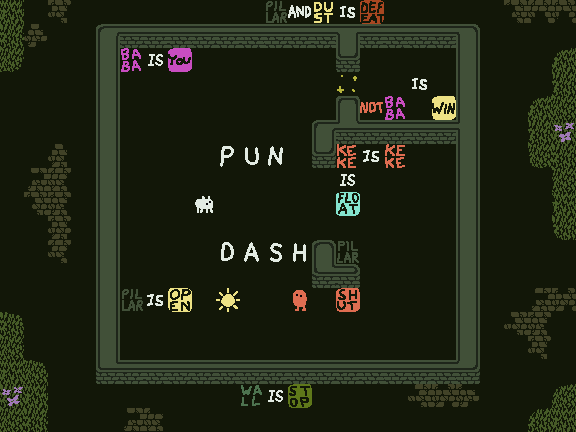 PILLAR AND DUST IS DEFEAT
BABA IS YOU
IS
NOT BABA WIN
PUN
KEKE IS KEKE
IS
FLOAT
DASH
PILLAR
PILLAR IS OPEN
SHUT
WALL IS STOP